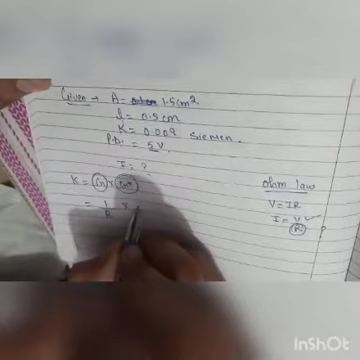 Given → A = 1.5 cm²
l = 0.5 cm
K = 0.009 Siemen.
P.D. = 5V.
I = ?
K = G × G*
= 1/R ×
Ohm law
V = IR
I = V/R
InShOt